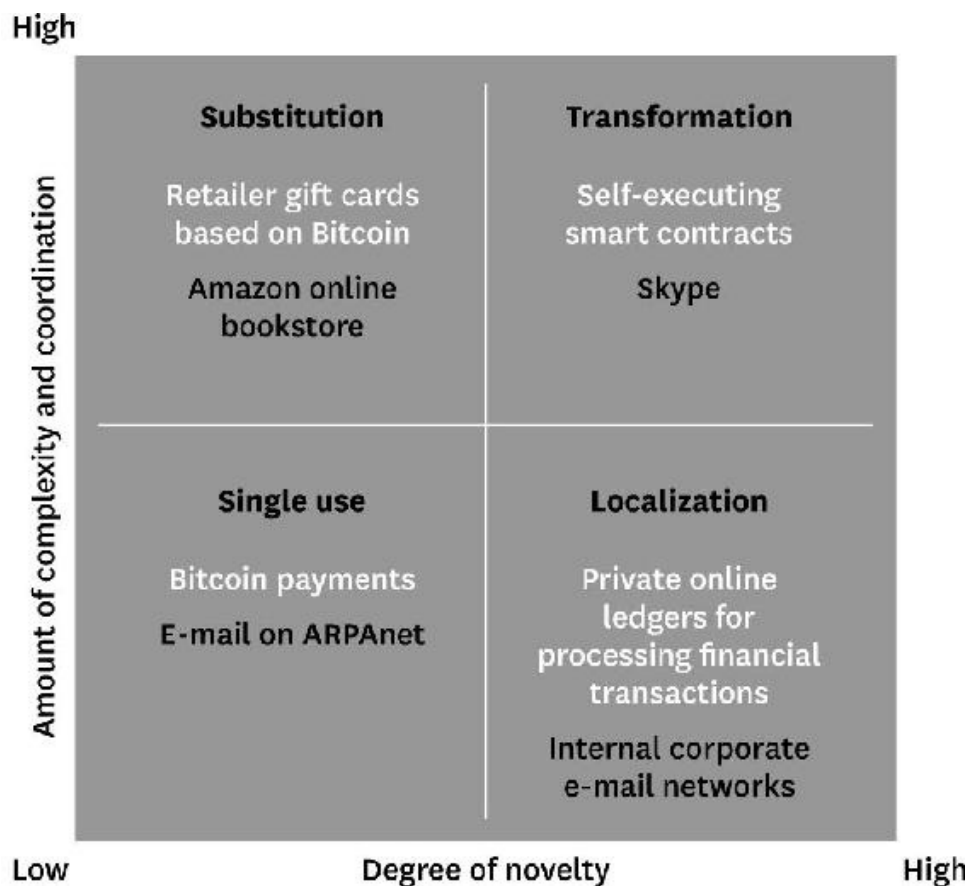 High
Substitution
Retailer gift cards
based on Bitcoin
Amazon online
bookstore
Transformation
Self-executing
smart contracts
Skype
Amount of complexity and coordination
Single use
Bitcoin payments
E-mail on ARPAnet
Localization
Private online
ledgers for
processing financial
transactions
Internal corporate
e-mail networks
Low
Degree of novelty
High